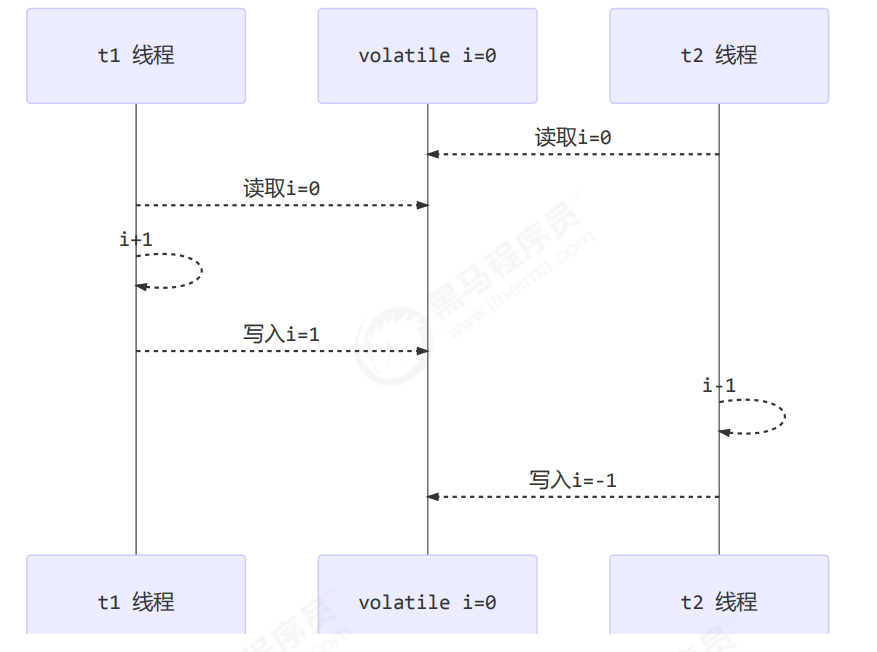 t1 线程
volatile i=0
t2 线程
读取i=0
读取i=0
i+1
写入i=1
i-1
写入i=-1
t1 线程
volatile i=0
t2 线程
黑马程序员™
www.itheima.com